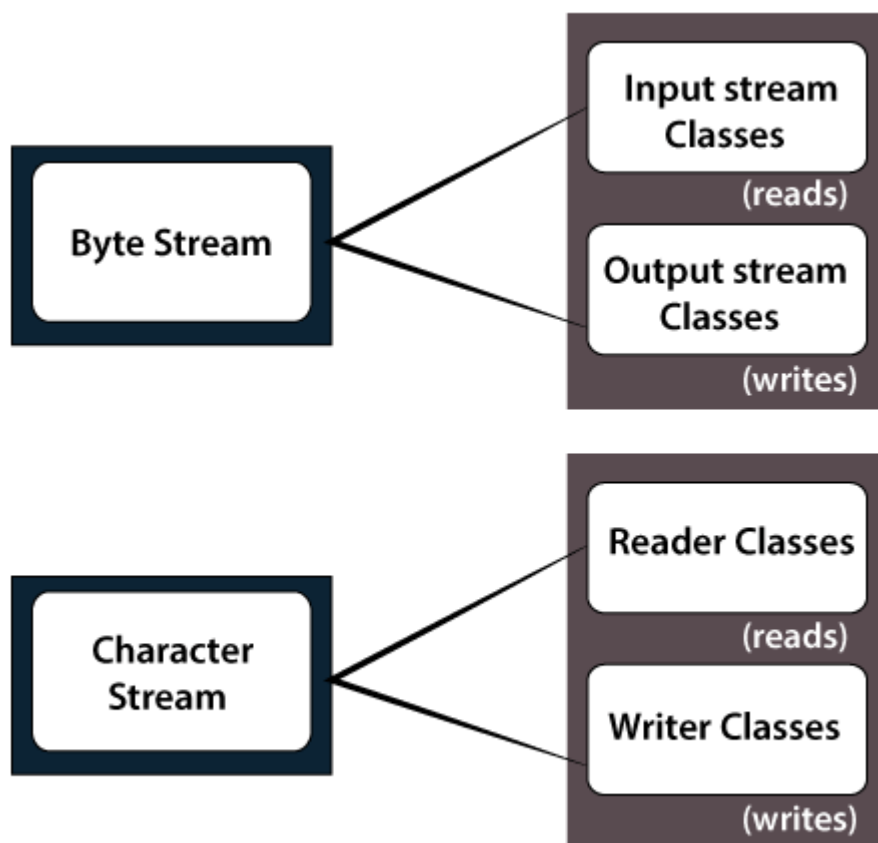 Byte Stream
Input stream
Classes
(reads)
Output stream
Classes
(writes)
Character
Stream
Reader Classes
(reads)
Writer Classes
(writes)